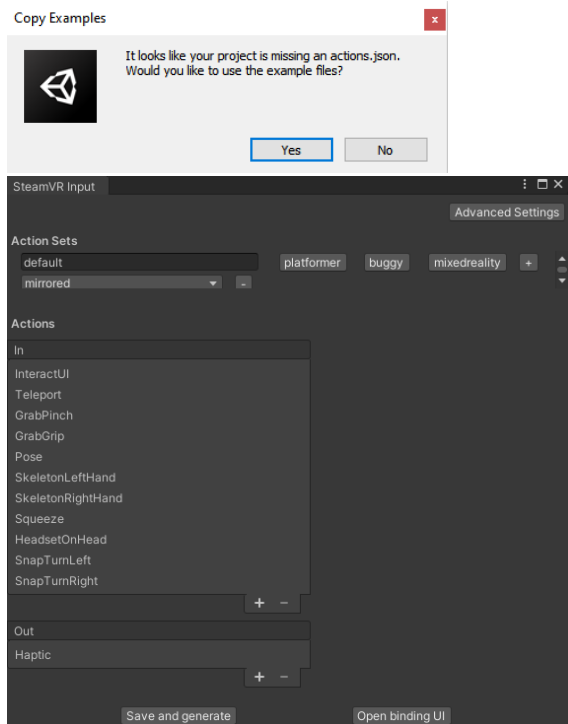 Copy Examples
x
It looks like your project is missing an actions.json.
Would you like to use the example files?
Yes No
SteamVR Input
Advanced Settings
Action Sets
default platformer buggy mixedreality +
mirrored -
Actions
In
InteractUI
Teleport
GrabPinch
GrabGrip
Pose
SkeletonLeftHand
SkeletonRightHand
Squeeze
HeadsetOnHead
SnapTurnLeft
SnapTurnRight
+ −
Out
Haptic
+ −
Save and generate Open binding UI